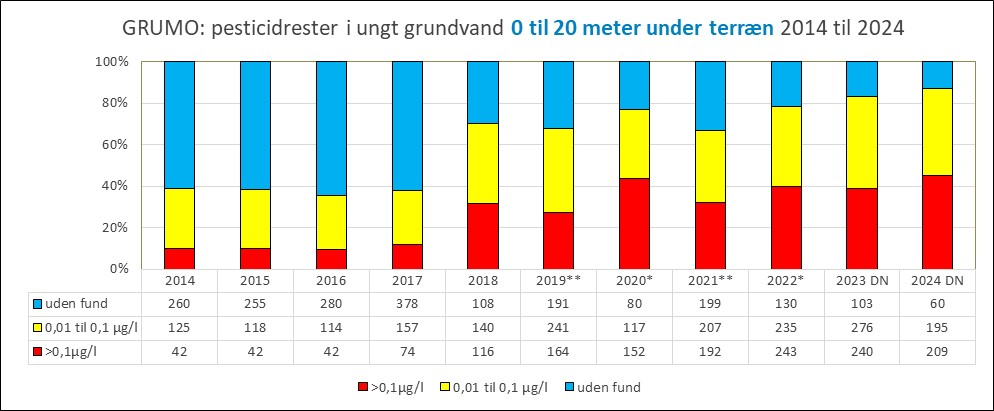 GRUMO: pesticidrester i ungt grundvand 0 til 20 meter under terræn 2014 til 2024
100%
80%
60%
40%
20%
0%
2014 2015 2016 2017 2018 2019** 2020* 2021** 2022* 2023 DN 2024 DN
uden fund 260 255 280 378 108 191 80 199 130 103 60
0,01 til 0,1 µg/l 125 118 114 157 140 241 117 207 235 276 195
>0,1µg/l 42 42 42 74 116 164 152 192 243 240 209
>0,1µg/l 0,01 til 0,1 µg/l uden fund